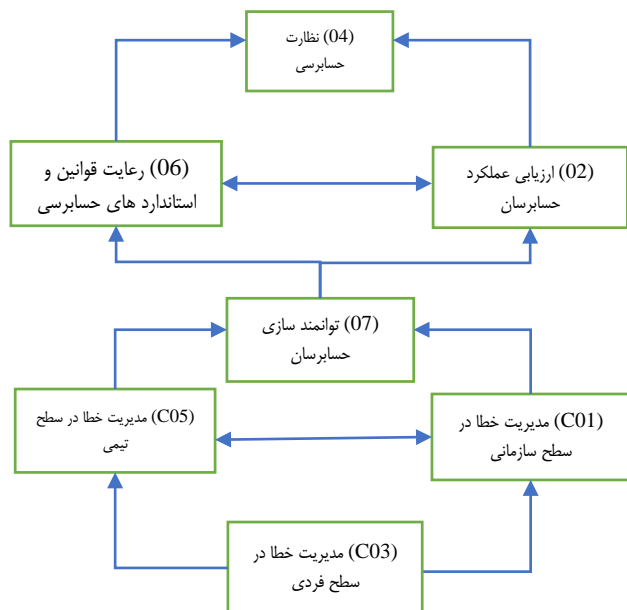 (04) نظارت
حسابرسی
(06) رعایت قوانین و
استاندارد های حسابرسی
(02) ارزیابی عملکرد
حسابرسان
(07) توانمند سازی
حسابرسان
(C05) مدیریت خطا در سطح
تیمی
(C01) مدیریت خطا در
سطح سازمانی
(C03) مدیریت خطا در
سطح فردی